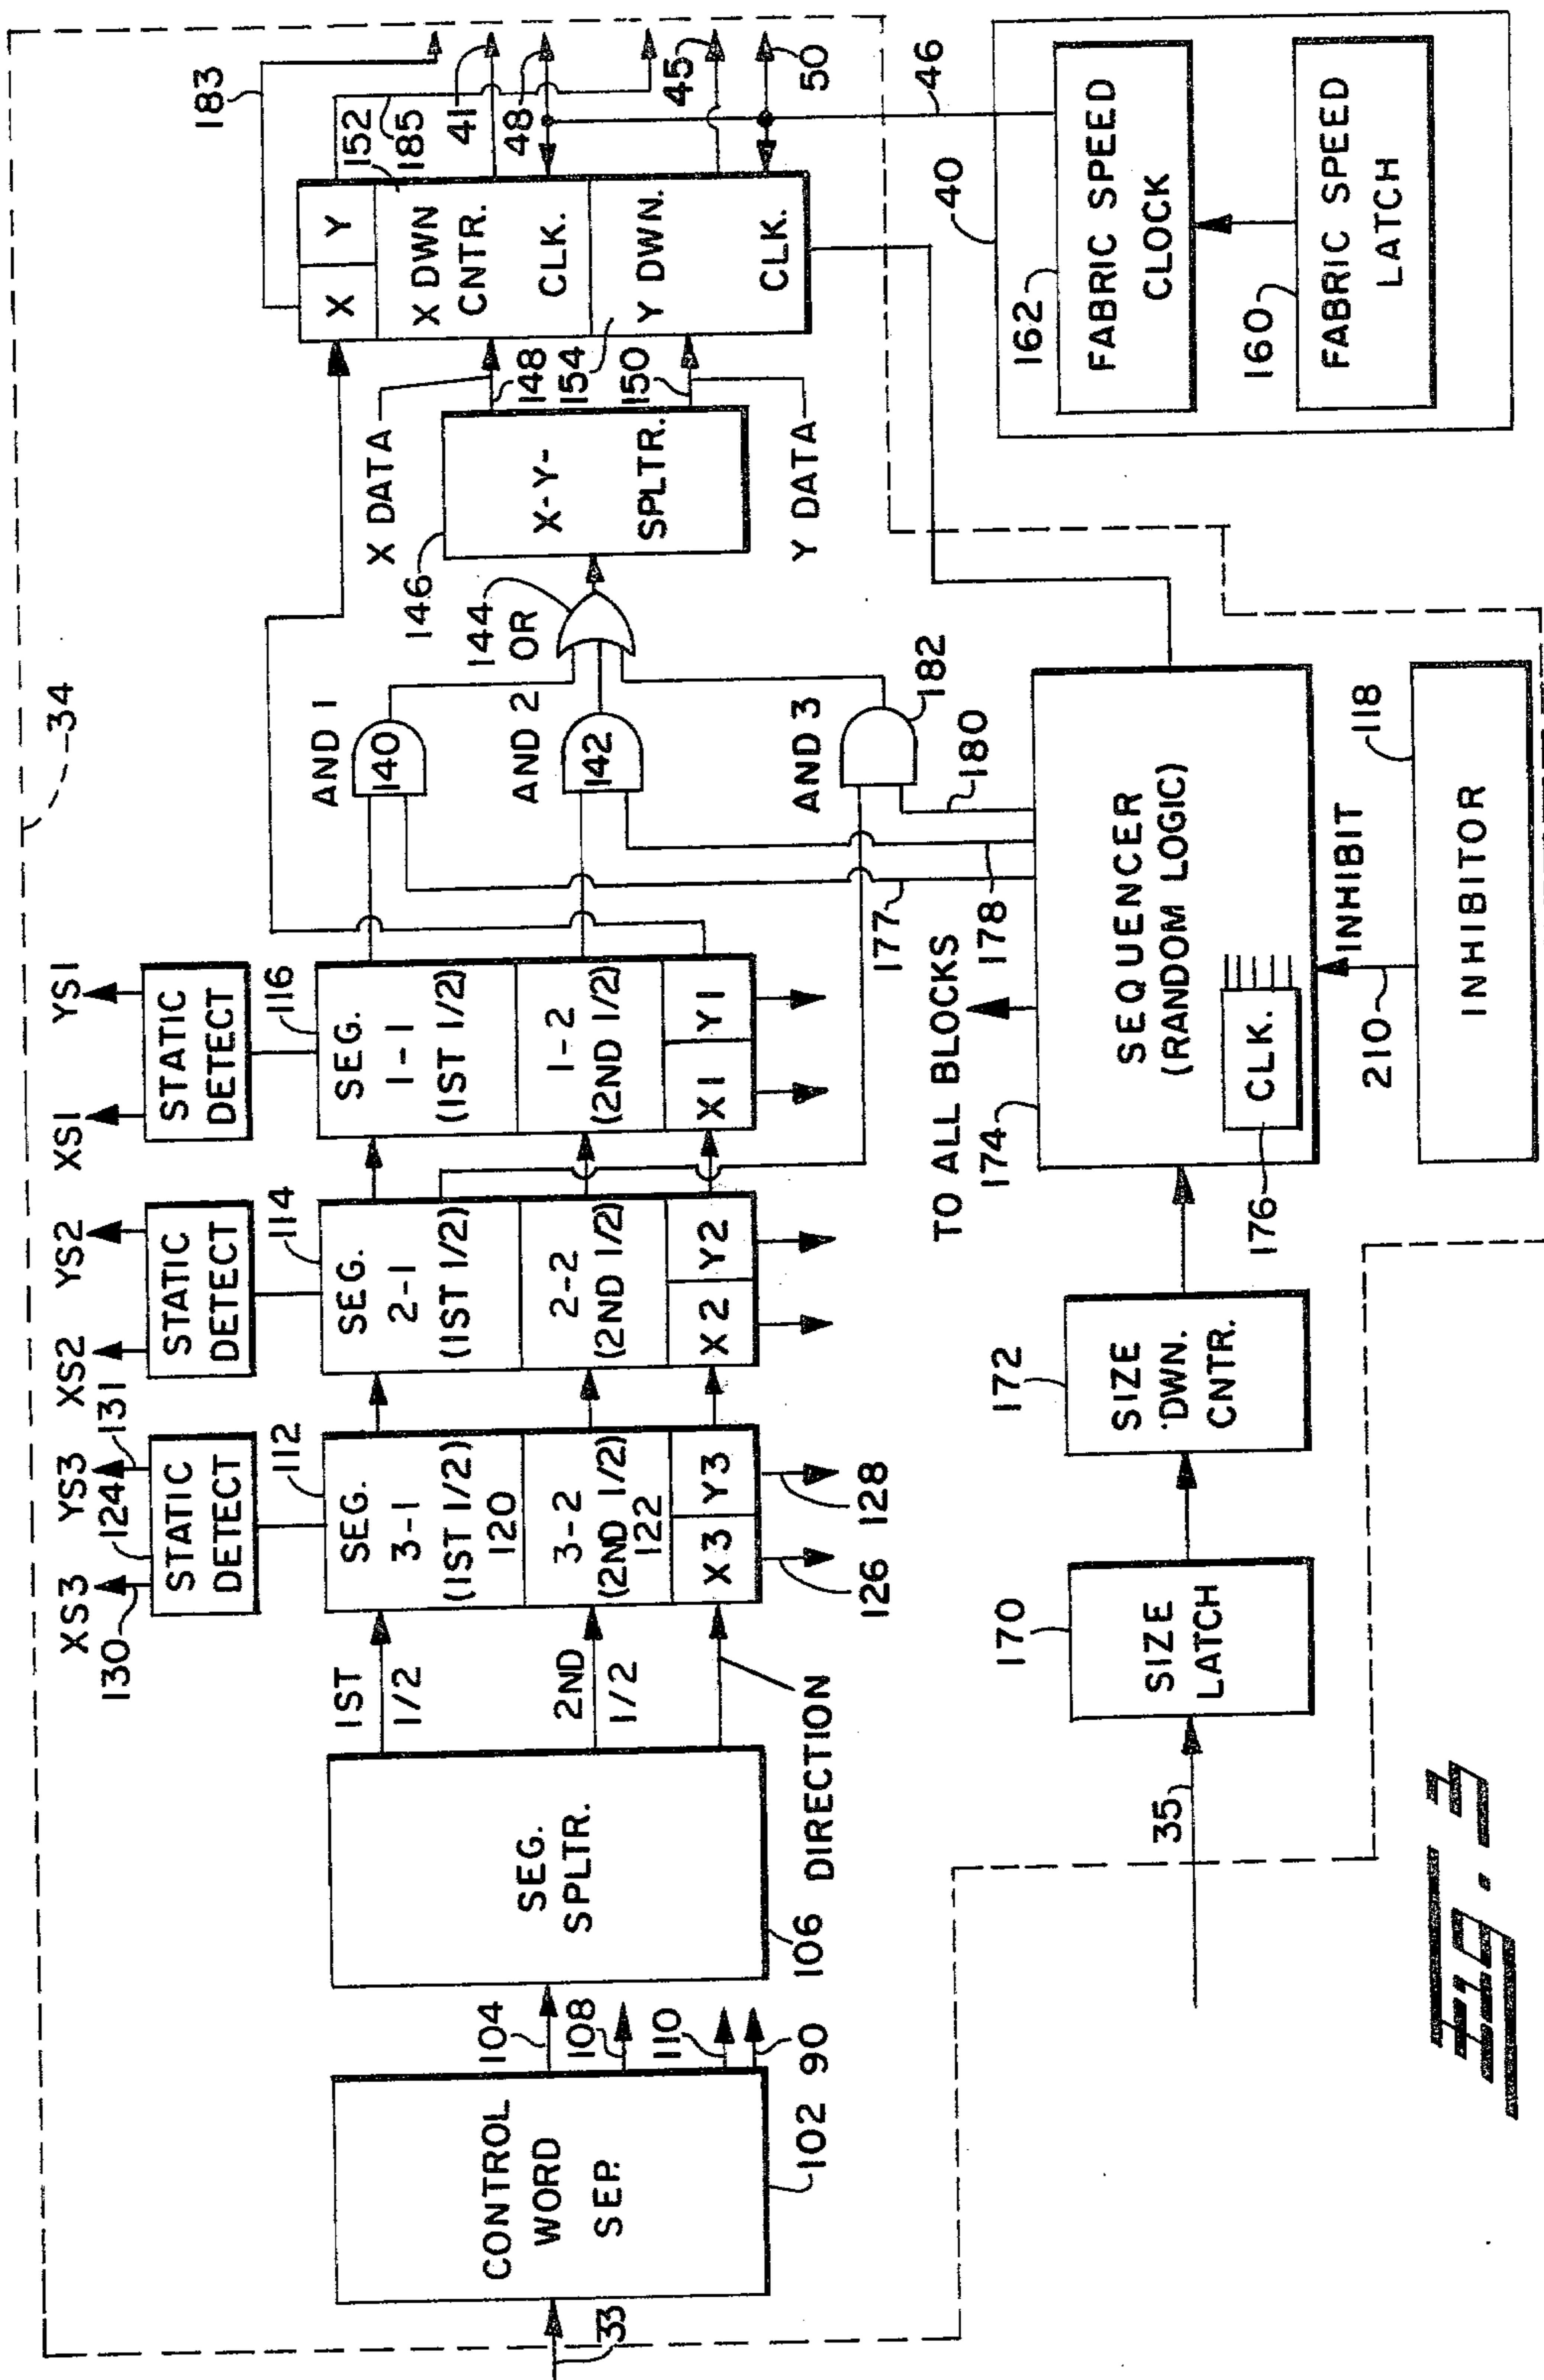 34
183
XS3
YS3
XS2
YS2
XS1
YS1
130
124
131
STATIC
DETECT
STATIC
DETECT
STATIC
DETECT
112
114
116
1ST
1/2
2ND
1/2
DIRECTION
SEG.
3-1
(1ST 1/2)
120
3-2
(2ND 1/2)
122
X3
Y3
126
128
SEG.
2-1
(1ST 1/2)
2-2
(2ND 1/2)
X2
Y2
SEG.
1-1
(1ST 1/2)
1-2
(2ND 1/2)
X1
Y1
33
CONTROL
WORD
SEP.
102
104
108
110
90
SEG.
SPLTR.
106
AND 1
140
AND 2
142
AND 3
182
144
OR
146
X-Y-
SPLTR.
X DATA
148
150
Y DATA
X
Y
152
185
X DWN
CNTR.
CLK.
154
Y DWN.
CLK.
41
48
45
50
46
40
162
FABRIC SPEED
CLOCK
160
FABRIC SPEED
LATCH
35
170
SIZE
LATCH
172
SIZE
DWN.
CNTR.
TO ALL BLOCKS
174
177
178
180
SEQUENCER
(RANDOM LOGIC)
CLK.
176
INHIBIT
210
118
INHIBITOR